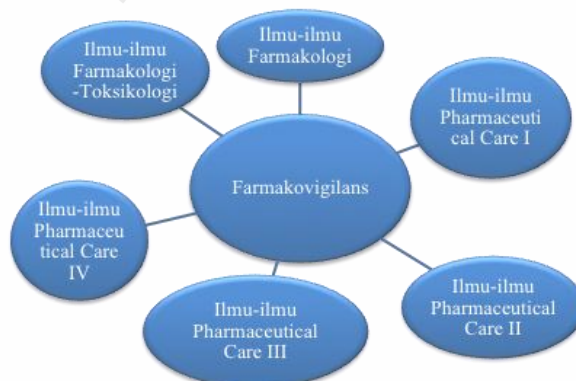 Ilmu-ilmu
Farmakologi
Ilmu-ilmu
Farmakologi
-Toksikologi
Ilmu-ilmu
Pharmaceuti
cal Care I
Farmakovigilans
Ilmu-ilmu
Pharmaceu
tical Care
IV
Ilmu-ilmu
Pharmaceutical
Care III
Ilmu-ilmu
Pharmaceutical
Care II